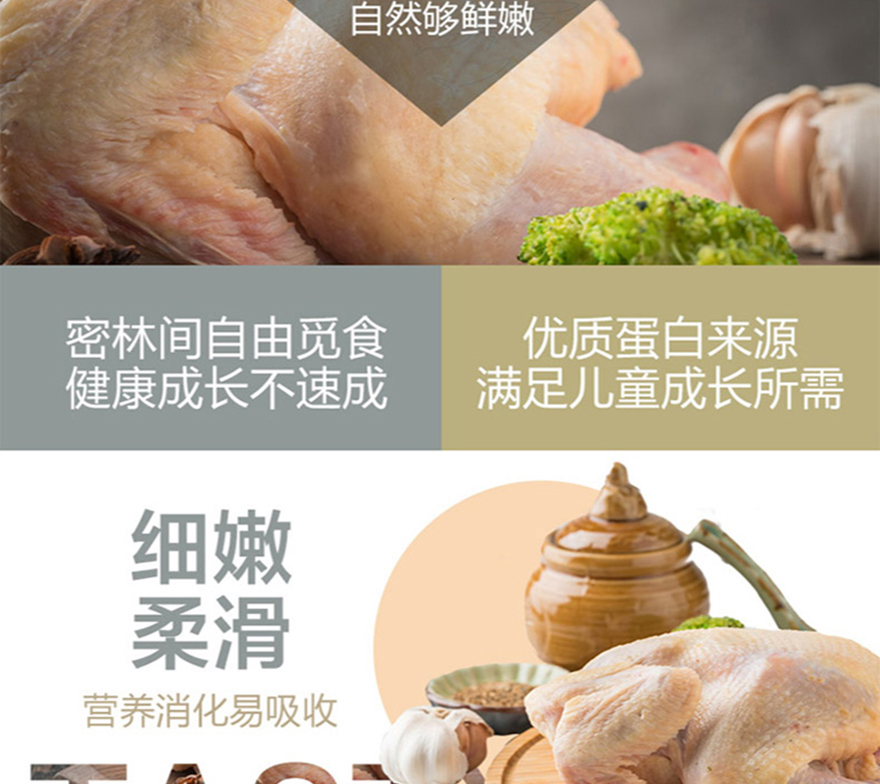 自然够鲜嫩
密林间自由觅食
健康成长不速成
优质蛋白来源
满足儿童成长所需
细嫩
柔滑
营养消化易吸收